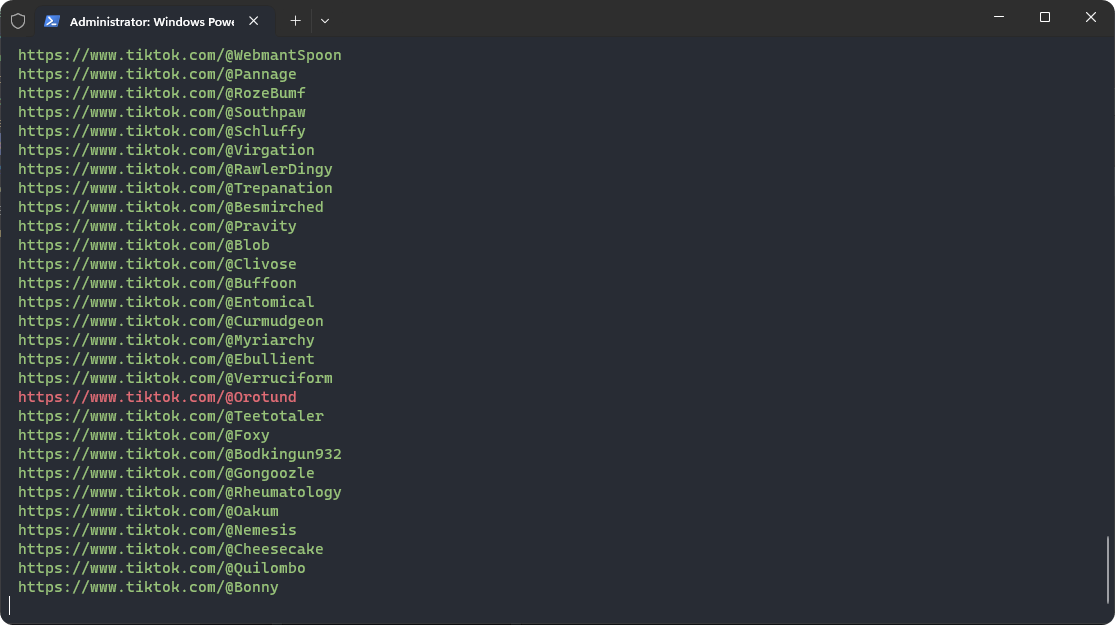 Administrator: Windows Powe
https://www.tiktok.com/@WebmantSpoon
https://www.tiktok.com/@Pannage
https://www.tiktok.com/@RozeBumf
https://www.tiktok.com/@Southpaw
https://www.tiktok.com/@Schluffy
https://www.tiktok.com/@Virgation
https://www.tiktok.com/@RawlerDingy
https://www.tiktok.com/@Trepanation
https://www.tiktok.com/@Besmirched
https://www.tiktok.com/@Pravity
https://www.tiktok.com/@Blob
https://www.tiktok.com/@Clivose
https://www.tiktok.com/@Buffoon
https://www.tiktok.com/@Entomical
https://www.tiktok.com/@Curmudgeon
https://www.tiktok.com/@Myriarchy
https://www.tiktok.com/@Ebullient
https://www.tiktok.com/@Verruciform
https://www.tiktok.com/@Orotund
https://www.tiktok.com/@Teetotaler
https://www.tiktok.com/@Foxy
https://www.tiktok.com/@Bodkingun932
https://www.tiktok.com/@Gongoozle
https://www.tiktok.com/@Rheumatology
https://www.tiktok.com/@Oakum
https://www.tiktok.com/@Nemesis
https://www.tiktok.com/@Cheesecake
https://www.tiktok.com/@Quilombo
https://www.tiktok.com/@Bonny